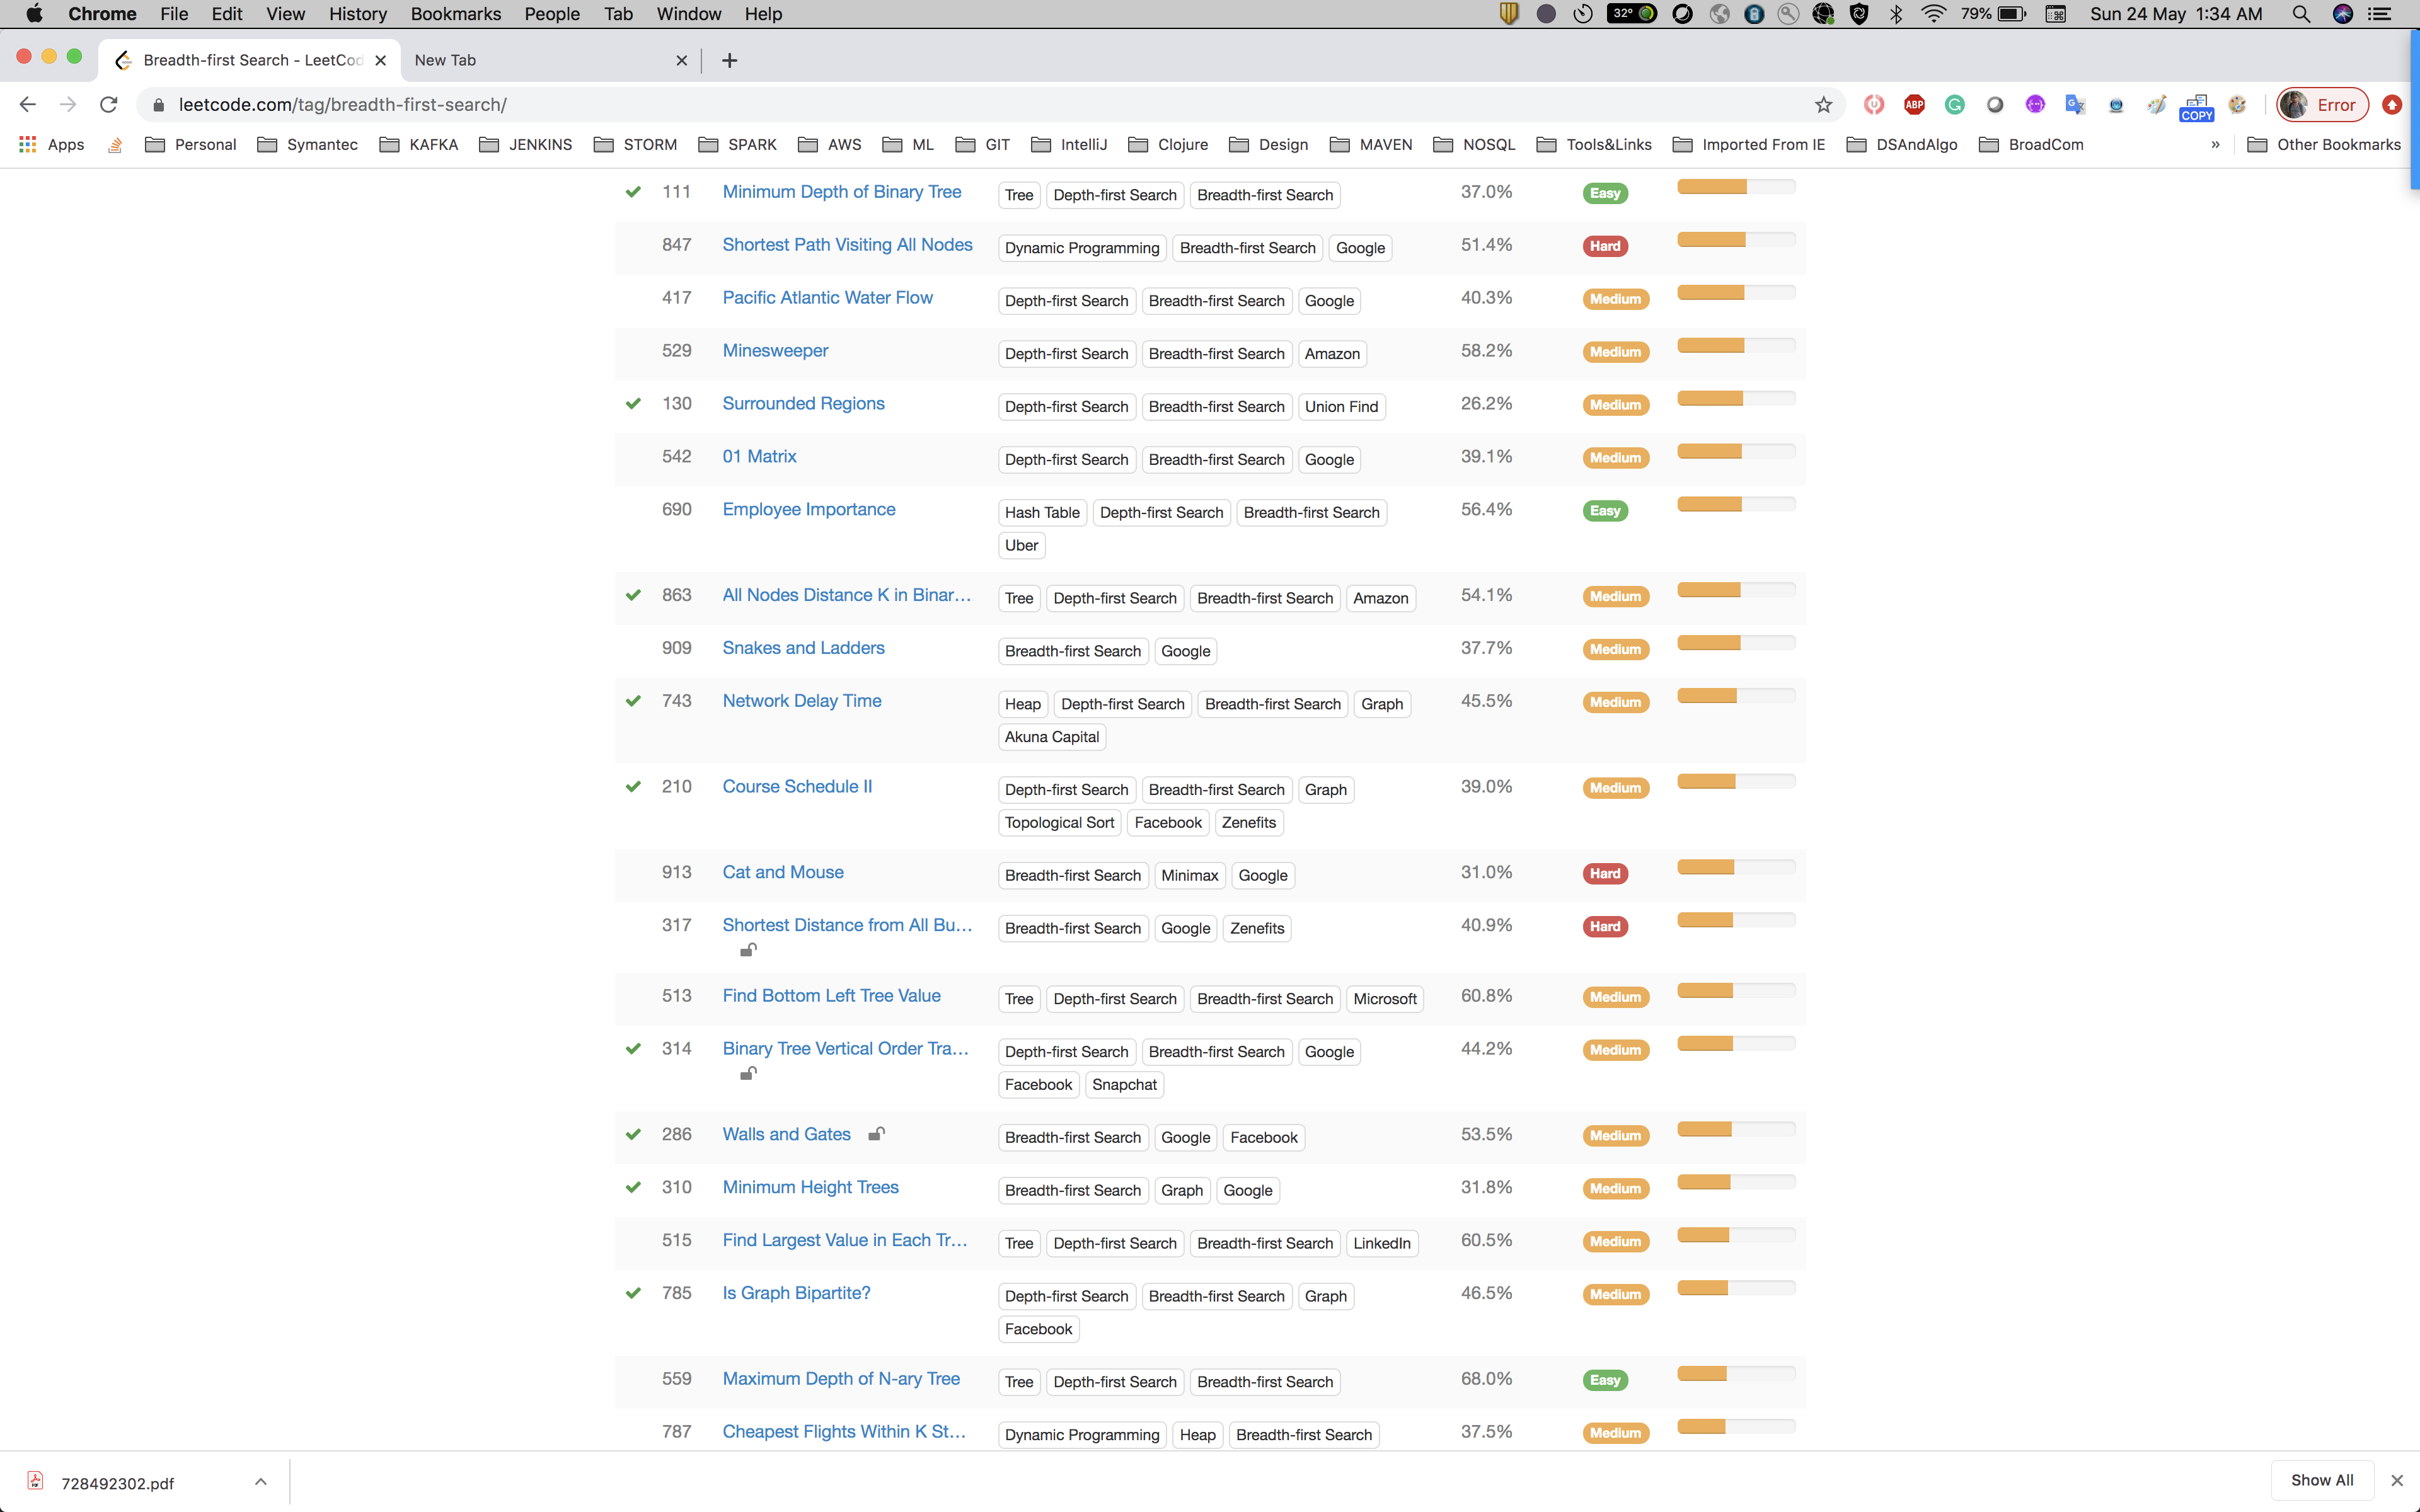 Chrome File Edit View History Bookmarks People Tab Window Help 32° 79% Sun 24 May 1:34 AM
Breadth-first Search - LeetCod New Tab
leetcode.com/tag/breadth-first-search/ ABP COPY Error
Apps Personal Symantec KAFKA JENKINS STORM SPARK AWS ML GIT IntelliJ Clojure Design MAVEN NOSQL Tools&Links Imported From IE DSAndAlgo BroadCom » Other Bookmarks
111 Minimum Depth of Binary Tree Tree Depth-first Search Breadth-first Search 37.0% Easy
847 Shortest Path Visiting All Nodes Dynamic Programming Breadth-first Search Google 51.4% Hard
417 Pacific Atlantic Water Flow Depth-first Search Breadth-first Search Google 40.3% Medium
529 Minesweeper Depth-first Search Breadth-first Search Amazon 58.2% Medium
130 Surrounded Regions Depth-first Search Breadth-first Search Union Find 26.2% Medium
542 01 Matrix Depth-first Search Breadth-first Search Google 39.1% Medium
690 Employee Importance Hash Table Depth-first Search Breadth-first Search 56.4% Easy
Uber
863 All Nodes Distance K in Binar... Tree Depth-first Search Breadth-first Search Amazon 54.1% Medium
909 Snakes and Ladders Breadth-first Search Google 37.7% Medium
743 Network Delay Time Heap Depth-first Search Breadth-first Search Graph 45.5% Medium
Akuna Capital
210 Course Schedule II Depth-first Search Breadth-first Search Graph 39.0% Medium
Topological Sort Facebook Zenefits
913 Cat and Mouse Breadth-first Search Minimax Google 31.0% Hard
317 Shortest Distance from All Bu... Breadth-first Search Google Zenefits 40.9% Hard
513 Find Bottom Left Tree Value Tree Depth-first Search Breadth-first Search Microsoft 60.8% Medium
314 Binary Tree Vertical Order Tra... Depth-first Search Breadth-first Search Google 44.2% Medium
Facebook Snapchat
286 Walls and Gates Breadth-first Search Google Facebook 53.5% Medium
310 Minimum Height Trees Breadth-first Search Graph Google 31.8% Medium
515 Find Largest Value in Each Tr... Tree Depth-first Search Breadth-first Search LinkedIn 60.5% Medium
785 Is Graph Bipartite? Depth-first Search Breadth-first Search Graph 46.5% Medium
Facebook
559 Maximum Depth of N-ary Tree Tree Depth-first Search Breadth-first Search 68.0% Easy
787 Cheapest Flights Within K St... Dynamic Programming Heap Breadth-first Search 37.5% Medium
728492302.pdf Show All